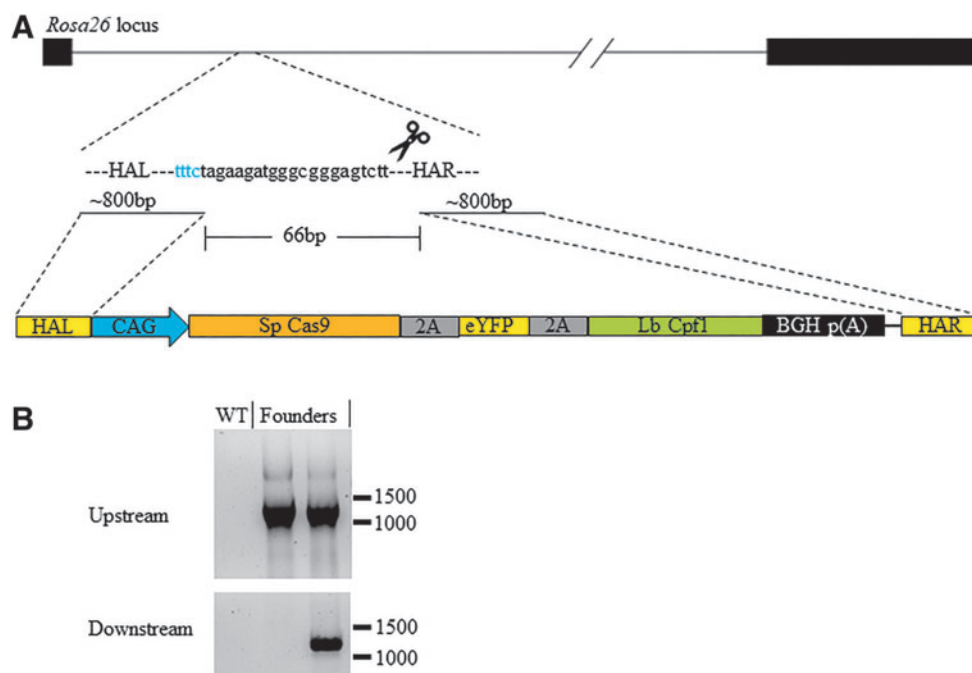 A
Rosa26 locus
---HAL---tttctagaagatgggcgggagtctt---HAR---
~800bp ~800bp
66bp
HAL CAG Sp Cas9 2A eYFP 2A Lb Cpf1 BGH p(A) HAR
B
WT Founders
Upstream
1500
1000
Downstream
1500
1000